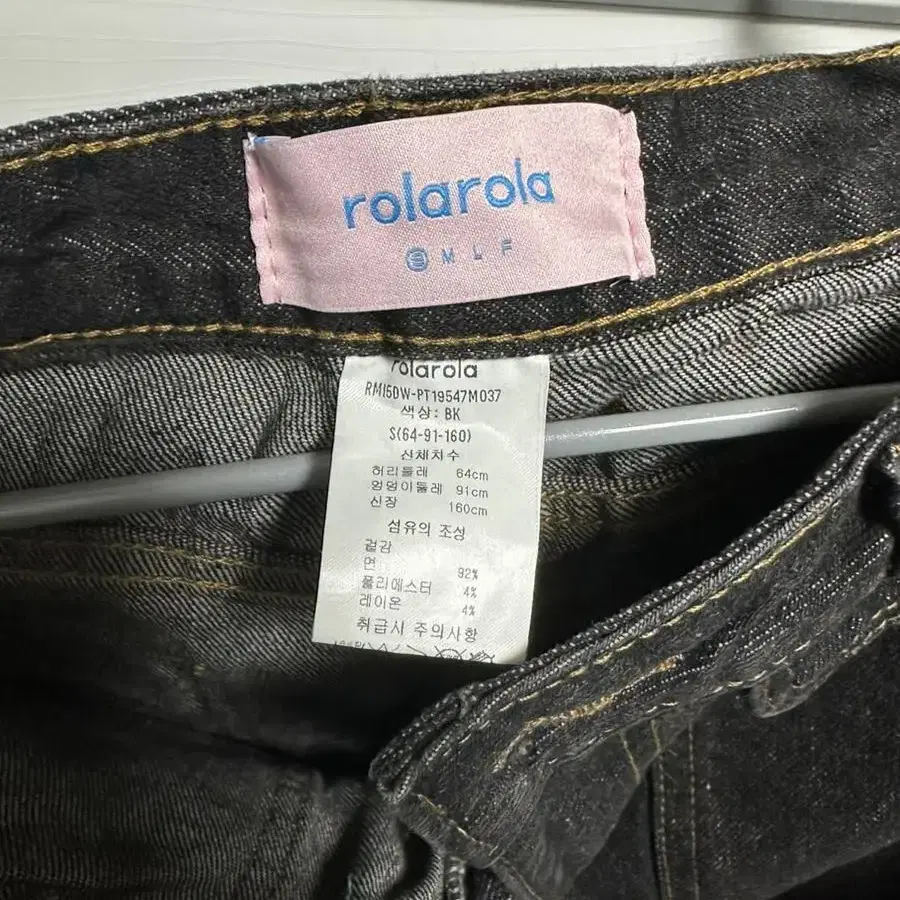 rolarola
S M L F
rolarola
RM15DW-PT19547M037
색상: BK
S(64-91-160)
신체치수
허리둘레 64cm
엉덩이둘레 91cm
신장 160cm
섬유의 조성
겉감
면 92%
폴리에스터 4%
레이온 4%
취급시 주의사항